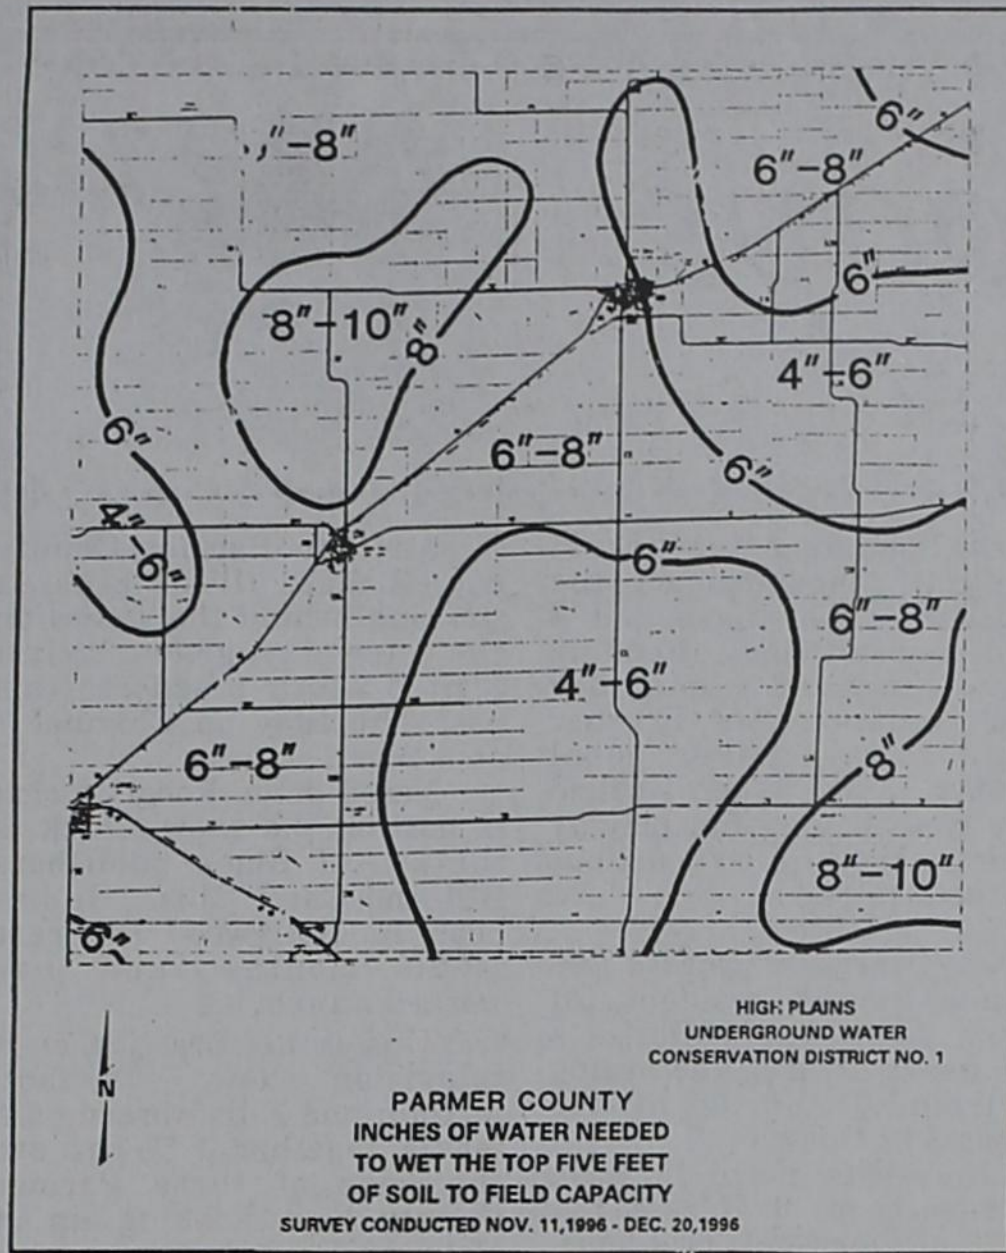 6"
"-8"
6"-8"
6"
8"-10"
8"
4"-6"
6"
6"-8"
6"
4"-6"
6"
6"-8"
4"-6"
6"-8"
8"
8"-10"
6"
HIGH PLAINS
UNDERGROUND WATER
CONSERVATION DISTRICT NO. 1
N
PARMER COUNTY
INCHES OF WATER NEEDED
TO WET THE TOP FIVE FEET
OF SOIL TO FIELD CAPACITY
SURVEY CONDUCTED NOV. 11,1996 - DEC. 20,1996